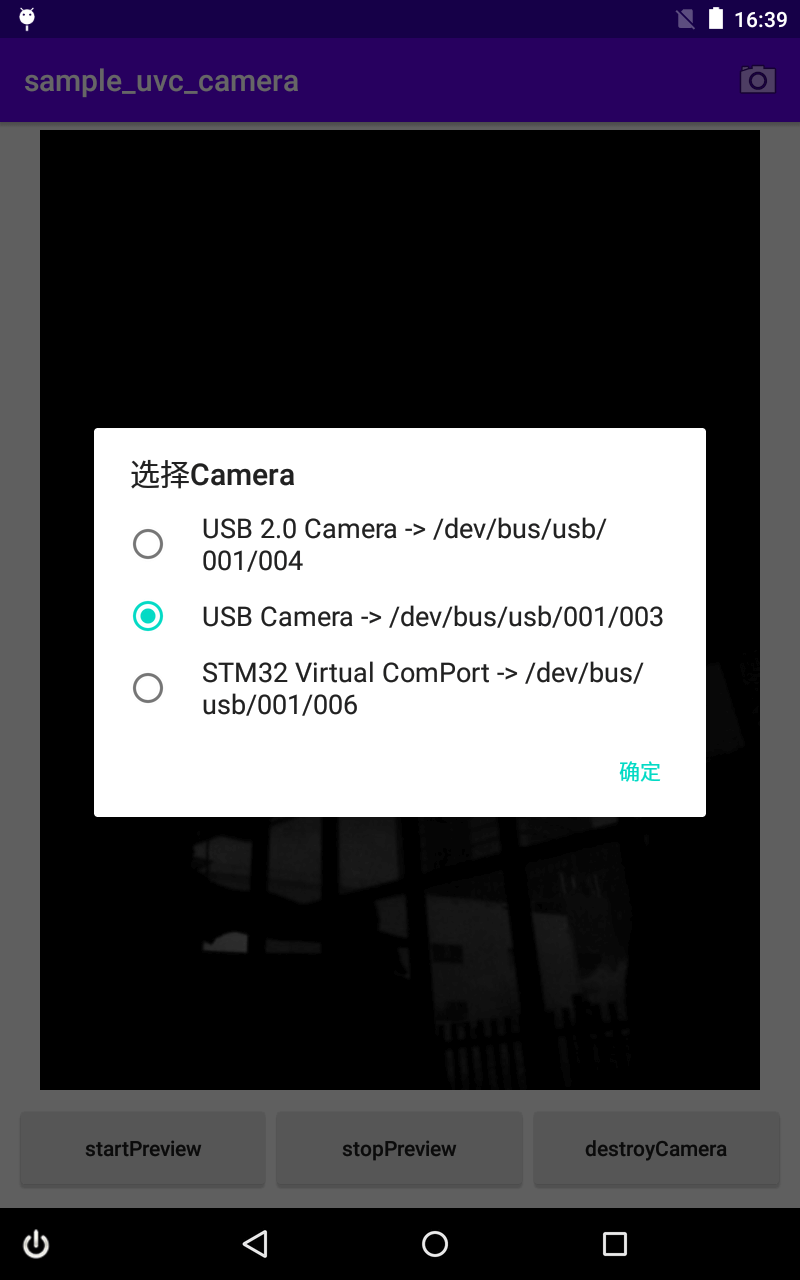 16:39
sample_uvc_camera
选择Camera
USB 2.0 Camera -> /dev/bus/usb/
001/004
USB Camera -> /dev/bus/usb/001/003
STM32 Virtual ComPort -> /dev/bus/
usb/001/006
确定
startPreview
stopPreview
destroyCamera